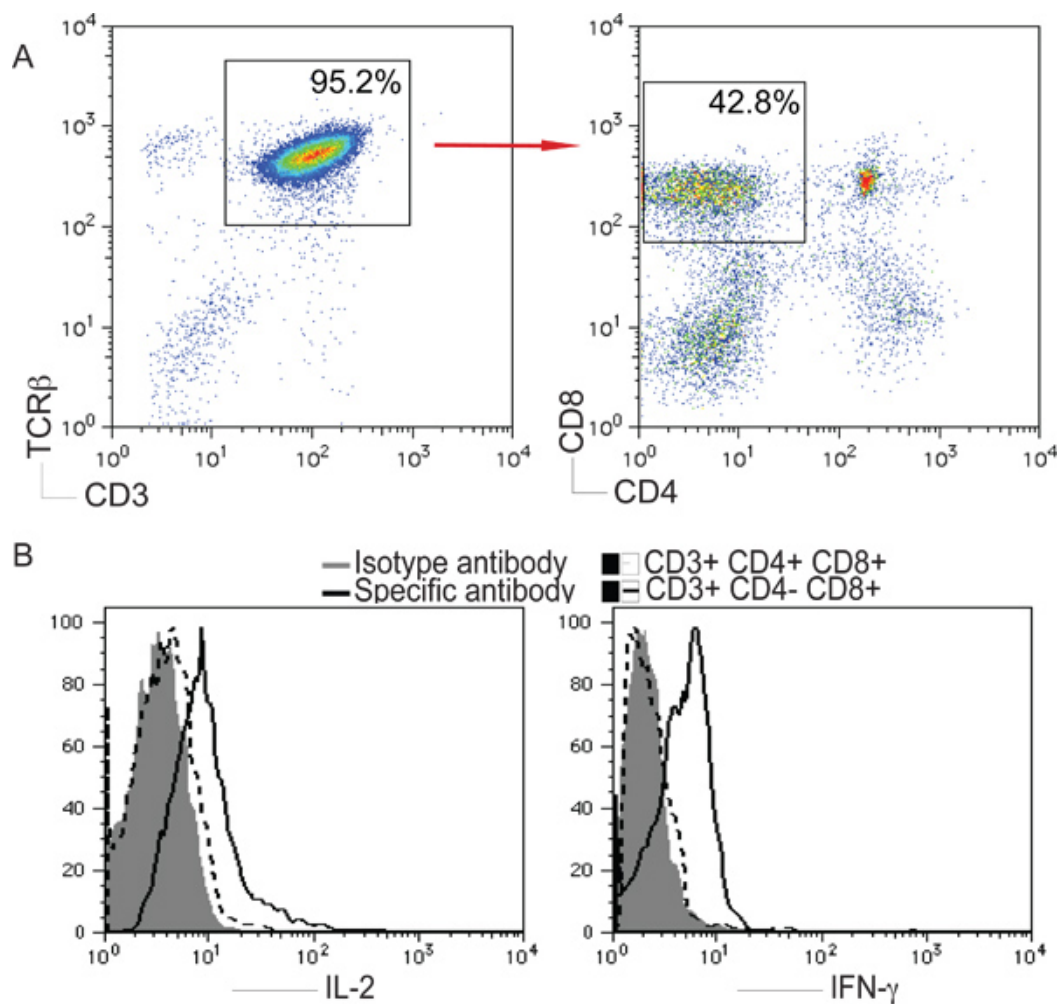 A
95.2%
42.8%
10⁴
10³
10²
10¹
10⁰
10⁰ 10¹ 10² 10³ 10⁴
TCRβ
CD3
10⁴
10³
10²
10¹
10⁰
10⁰ 10¹ 10² 10³ 10⁴
CD8
CD4
B
Isotype antibody
Specific antibody
CD3+ CD4+ CD8+
CD3+ CD4- CD8+
100
80
60
40
20
0
10⁰ 10¹ 10² 10³ 10⁴
IL-2
100
80
60
40
20
0
10⁰ 10¹ 10² 10³ 10⁴
IFN-γ